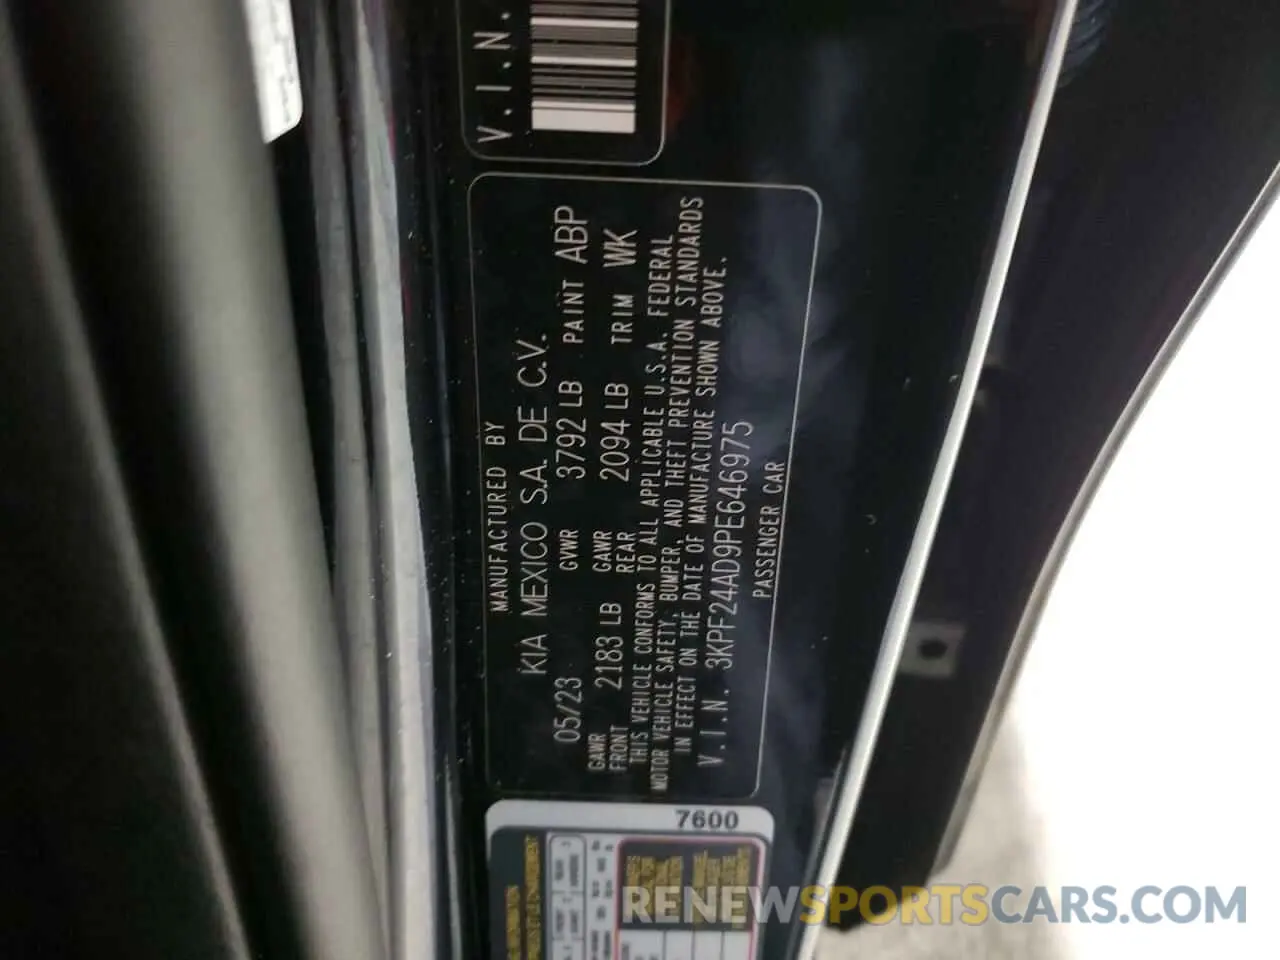 V.I.N.
MANUFACTURED BY
KIA MEXICO S.A. DE C.V.
05/23 GVWR 3792 LB PAINT ABP
GAWR FRONT 2183 LB GAWR REAR 2094 LB TRIM WK
THIS VEHICLE CONFORMS TO ALL APPLICABLE U.S.A. FEDERAL
MOTOR VEHICLE SAFETY, BUMPER, AND THEFT PREVENTION STANDARDS
IN EFFECT ON THE DATE OF MANUFACTURE SHOWN ABOVE.
V.I.N. 3KPF24AD9PE646975
PASSENGER CAR
7600
RENEWSPORTSCARS.COM